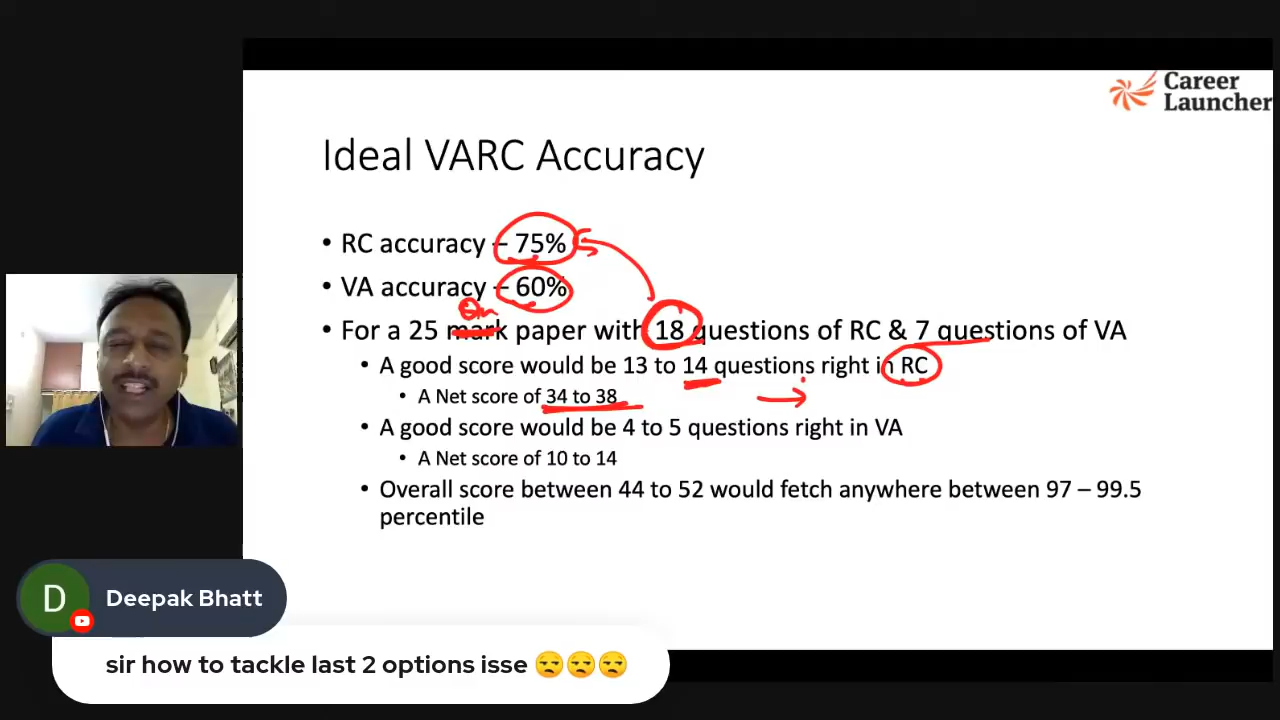 Career
Launcher
Ideal VARC Accuracy
• RC accuracy – 75%
• VA accuracy – 60%
Qn
• For a 25 mark paper with 18 questions of RC & 7 questions of VA
• A good score would be 13 to 14 questions right in RC
• A Net score of 34 to 38
• A good score would be 4 to 5 questions right in VA
• A Net score of 10 to 14
• Overall score between 44 to 52 would fetch anywhere between 97 – 99.5
percentile
D
Deepak Bhatt
sir how to tackle last 2 options isse 😒😒😒